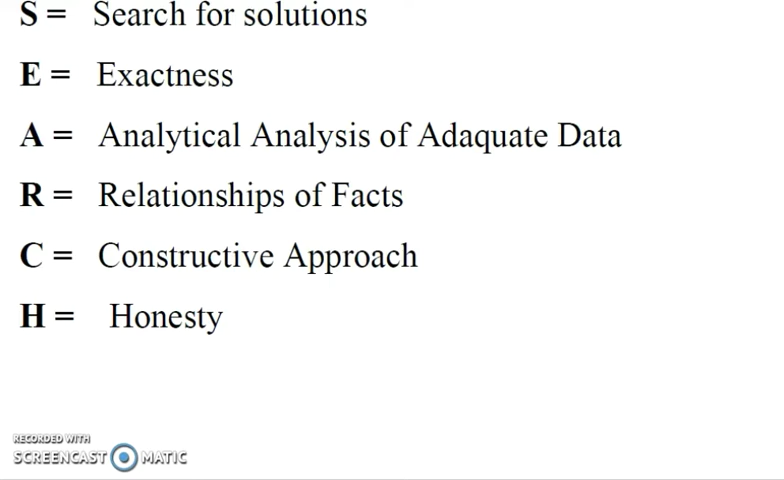 S = Search for solutions
E = Exactness
A = Analytical Analysis of Adaquate Data
R = Relationships of Facts
C = Constructive Approach
H = Honesty
RECORDED WITH
SCREENCAST MATIC